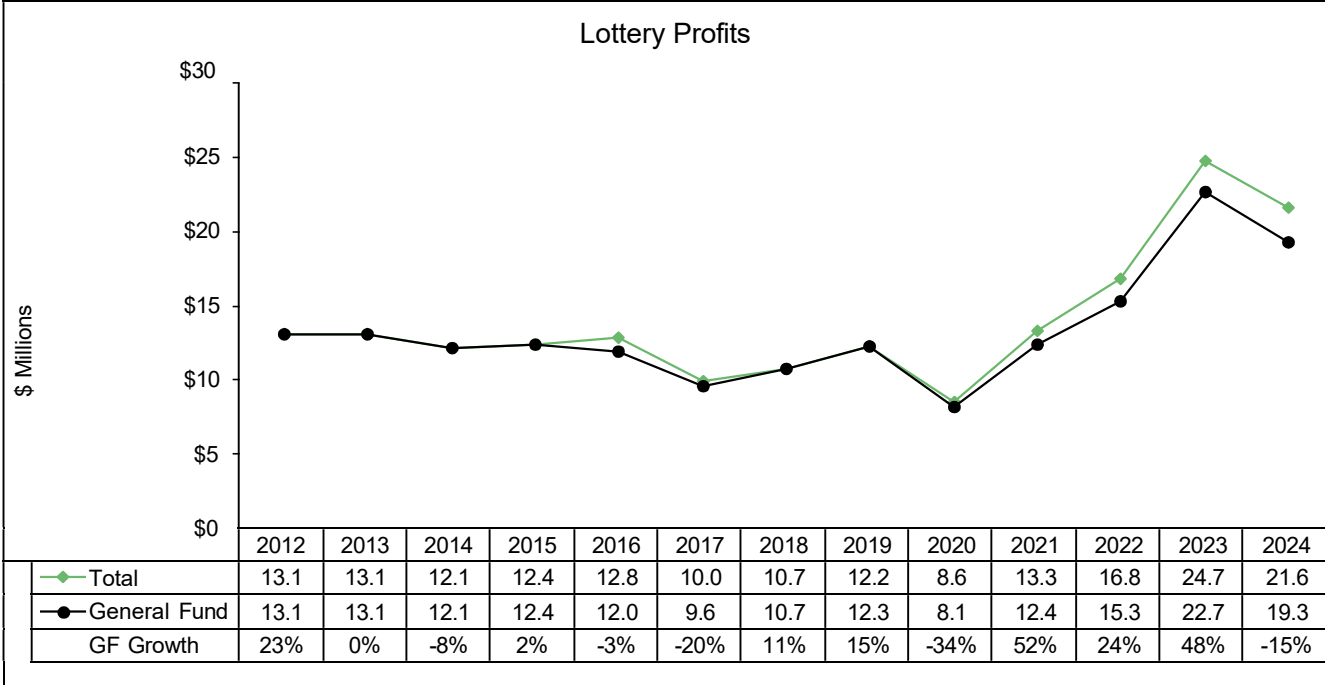 Lottery Profits
$30
$25
$20
$15
$10
$5
$0
$ Millions
2012 2013 2014 2015 2016 2017 2018 2019 2020 2021 2022 2023 2024
Total 13.1 13.1 12.1 12.4 12.8 10.0 10.7 12.2 8.6 13.3 16.8 24.7 21.6
General Fund 13.1 13.1 12.1 12.4 12.0 9.6 10.7 12.3 8.1 12.4 15.3 22.7 19.3
GF Growth 23% 0% -8% 2% -3% -20% 11% 15% -34% 52% 24% 48% -15%